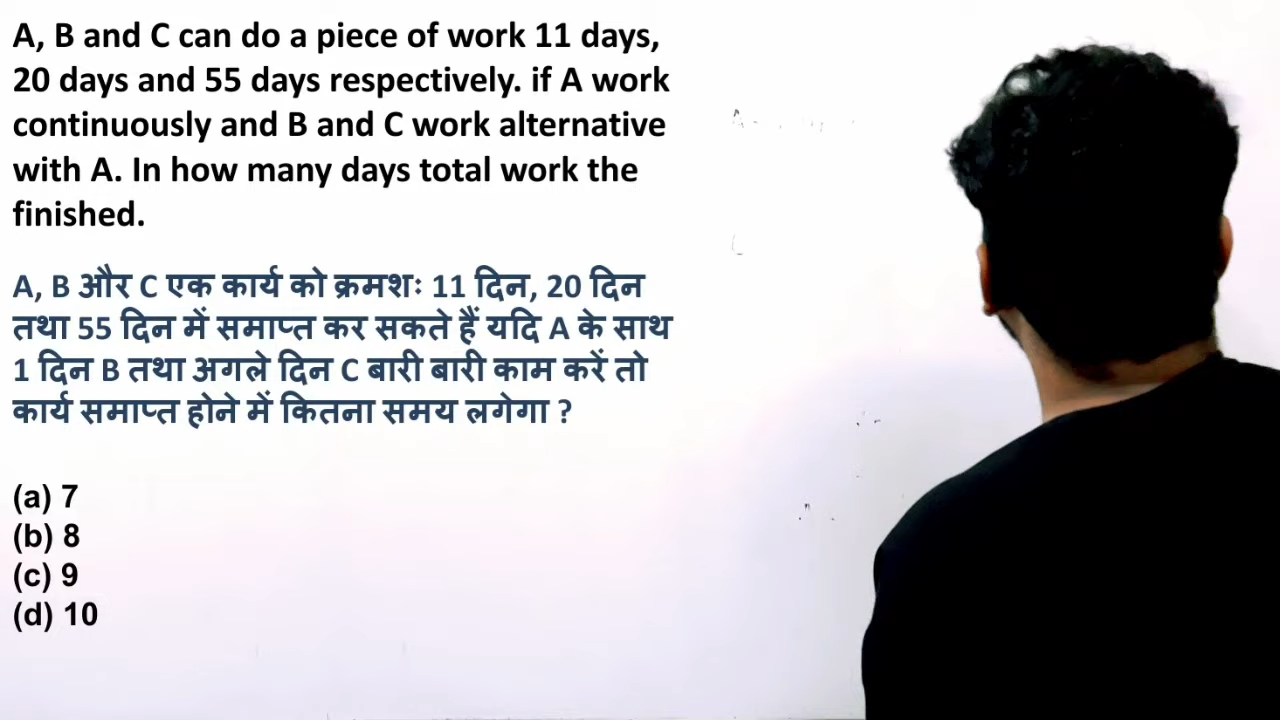 A, B and C can do a piece of work 11 days,
20 days and 55 days respectively. if A work
continuously and B and C work alternative
with A. In how many days total work the
finished.
A, B और C एक कार्य को क्रमशः 11 दिन, 20 दिन
तथा 55 दिन में समाप्त कर सकते हैं यदि A के साथ
1 दिन B तथा अगले दिन C बारी बारी काम करें तो
कार्य समाप्त होने में कितना समय लगेगा ?
(a) 7
(b) 8
(c) 9
(d) 10